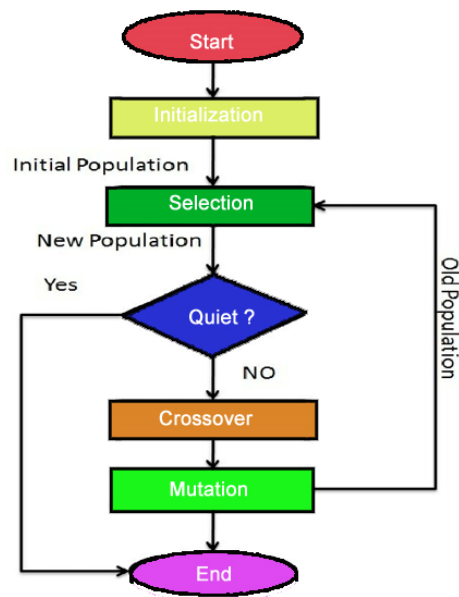 Start
Initialization
Initial Population
Selection
New Population
Yes
Quiet ?
Old Population
NO
Crossover
Mutation
End